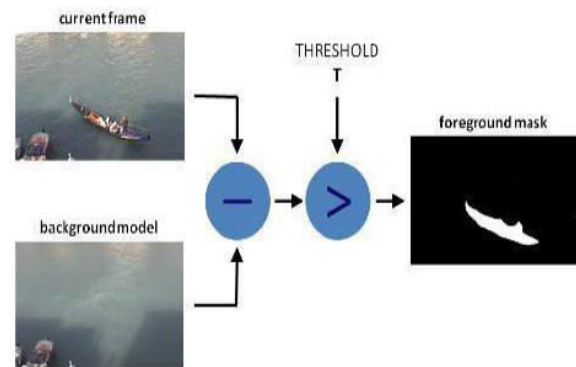 current frame
THRESHOLD
T
foreground mask
−
>
background model